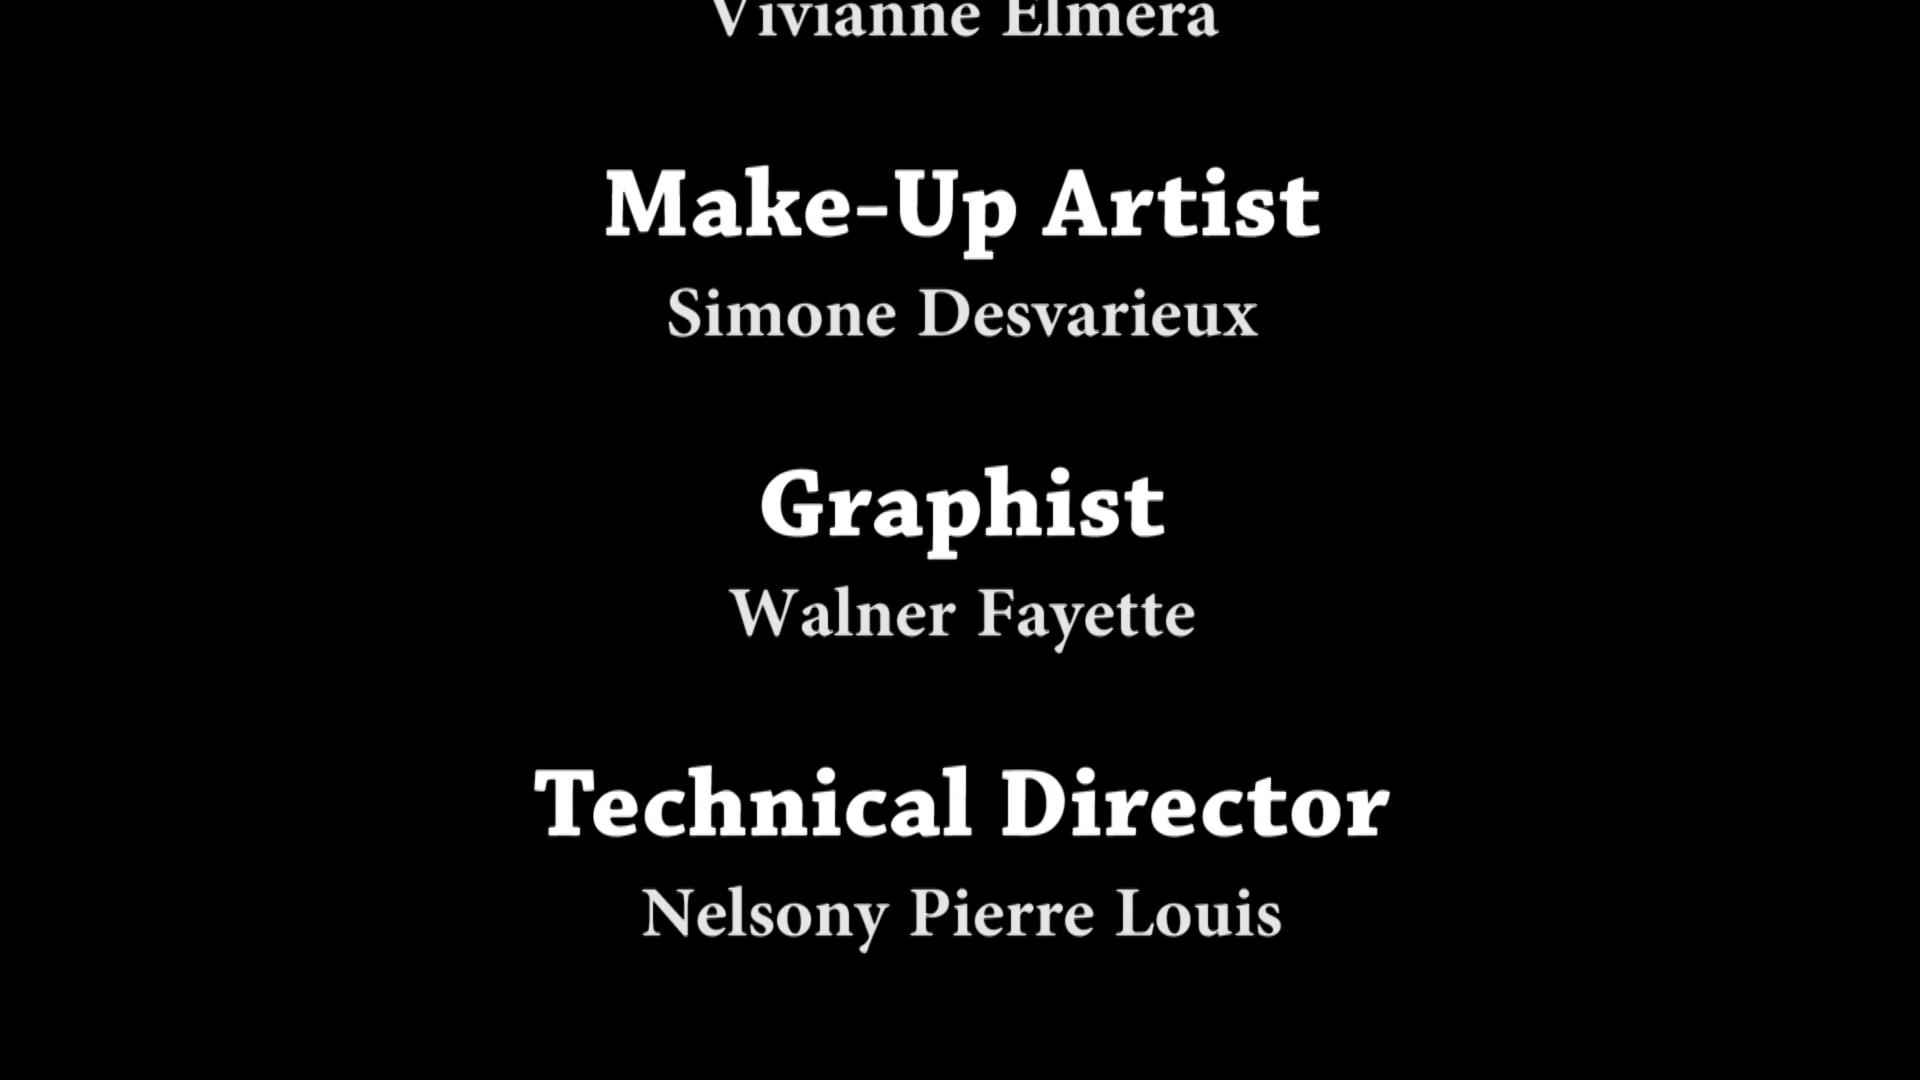 Vivianne Elmera
Make-Up Artist
Simone Desvarieux
Graphist
Walner Fayette
Technical Director
Nelsony Pierre Louis